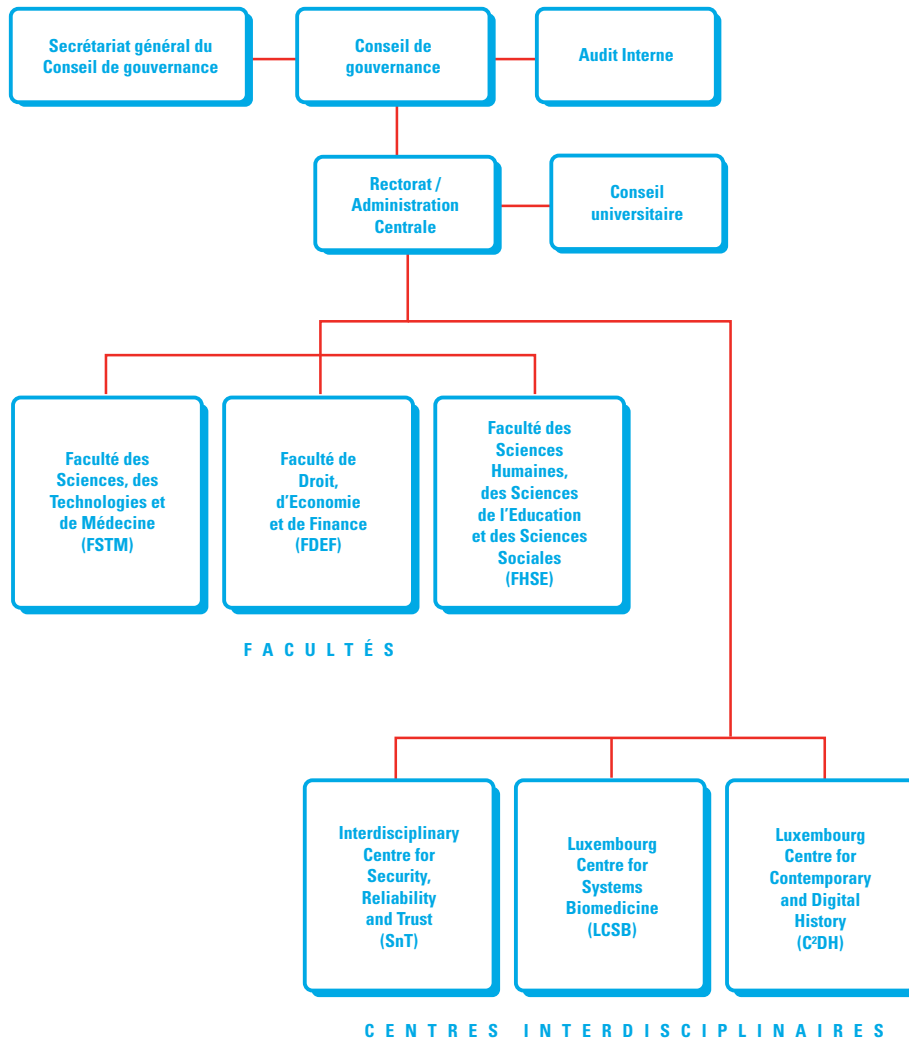 Secrétariat général du
Conseil de gouvernance
Conseil de
gouvernance
Audit Interne
Rectorat /
Administration
Centrale
Conseil
universitaire
Faculté des
Sciences, des
Technologies et
de Médecine
(FSTM)
Faculté de
Droit,
d'Economie
et de Finance
(FDEF)
Faculté des
Sciences
Humaines,
des Sciences
de l'Education
et des Sciences
Sociales
(FHSE)
FACULTÉS
Interdisciplinary
Centre for
Security,
Reliability
and Trust
(SnT)
Luxembourg
Centre for
Systems
Biomedicine
(LCSB)
Luxembourg
Centre for
Contemporary
and Digital
History
(C²DH)
CENTRES INTERDISCIPLINAIRES